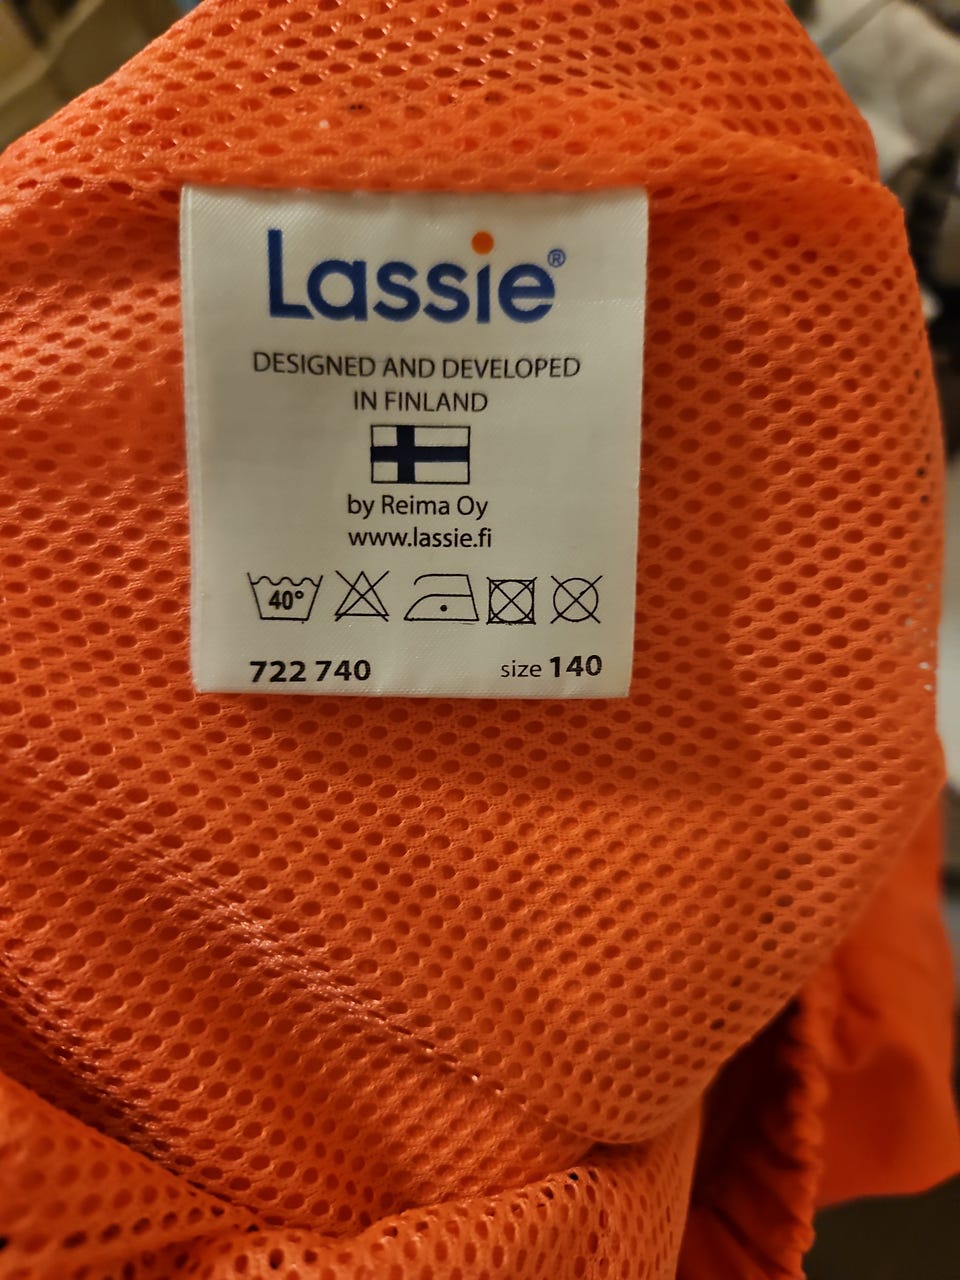 Lassie®
DESIGNED AND DEVELOPED
IN FINLAND
by Reima Oy
www.lassie.fi
40°
722 740 size 140